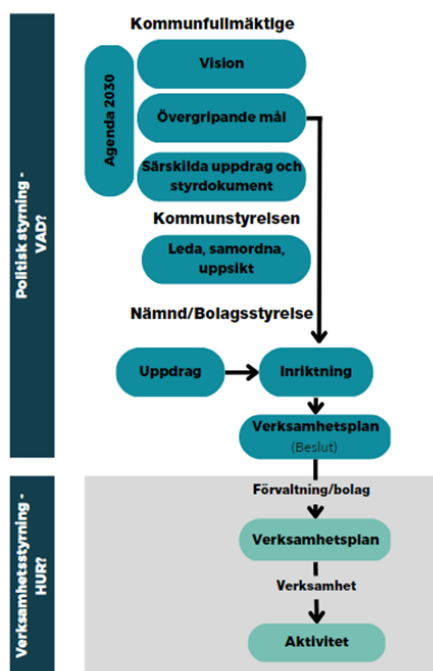 Kommunfullmäktige
Agenda 2030
Vision
Övergripande mål
Särskilda uppdrag och
styrdokument
Kommunstyrelsen
Leda, samordna,
uppsikt
Politisk styrning -
VAD?
Nämnd/Bolagsstyrelse
Uppdrag
Inriktning
Verksamhetsplan
(Beslut)
Verksamhetsstyrning -
HUR?
Förvaltning/bolag
Verksamhetsplan
Verksamhet
Aktivitet